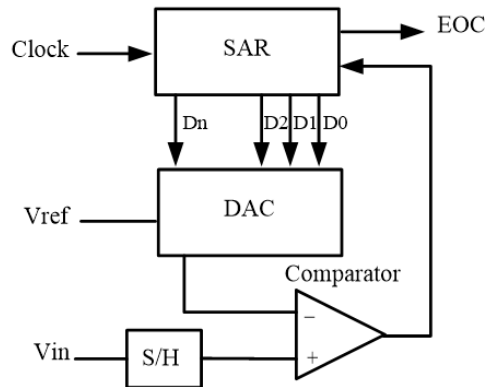 EOC
Clock
SAR
Dn D2 D1 D0
Vref
DAC
Comparator
−
Vin
S/H
+